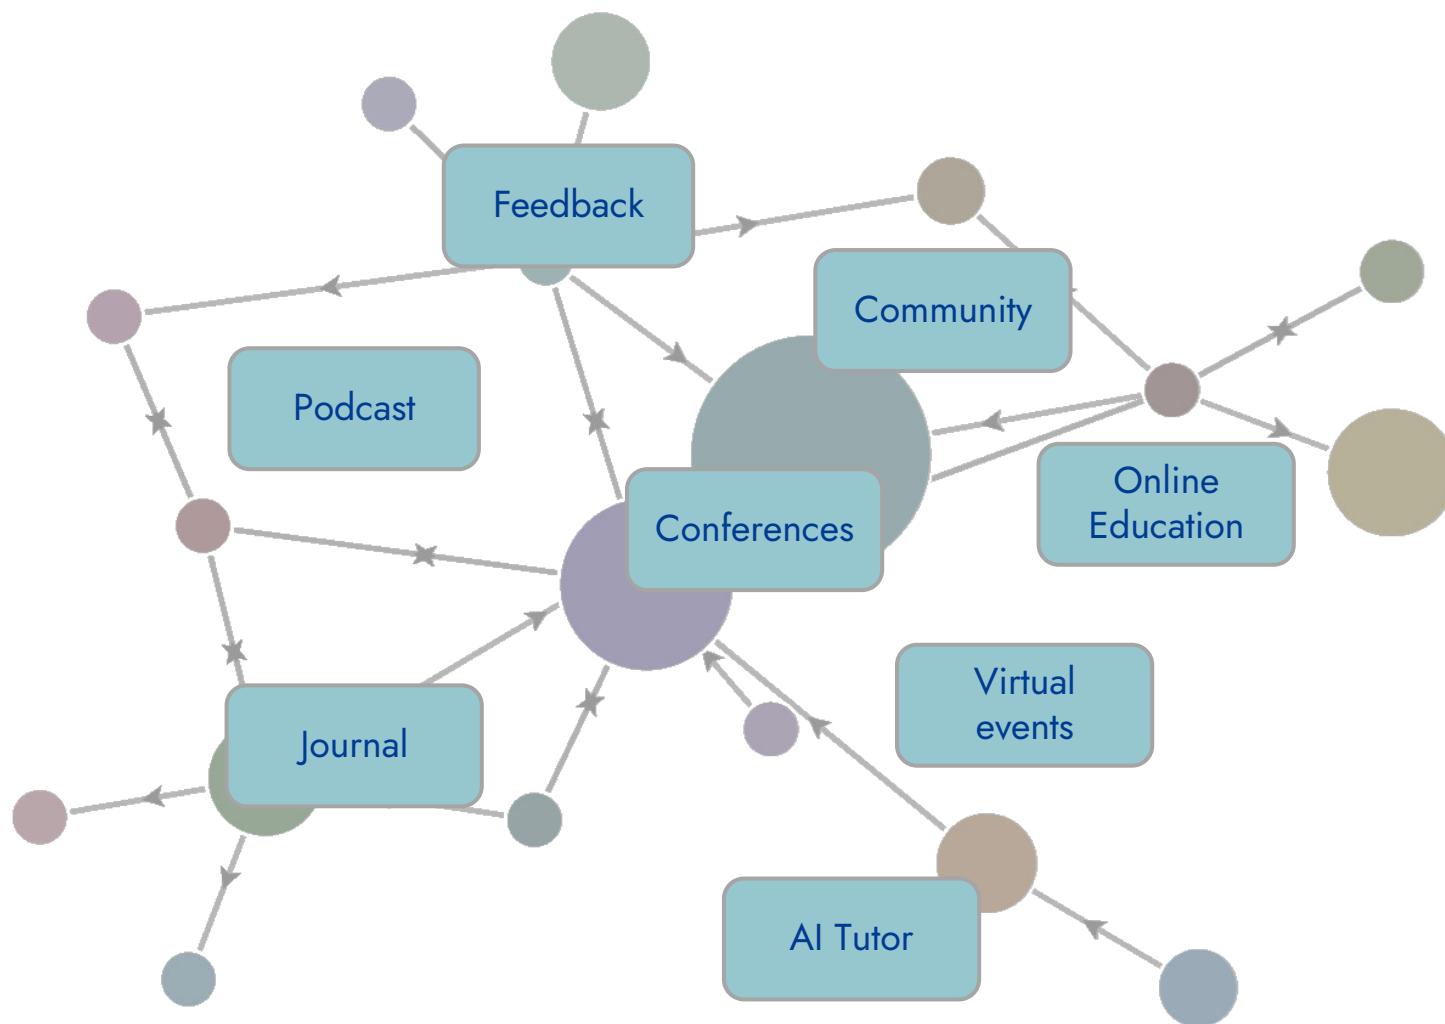 Feedback
Community
Podcast
Online
Education
Conferences
Virtual
events
Journal
AI Tutor